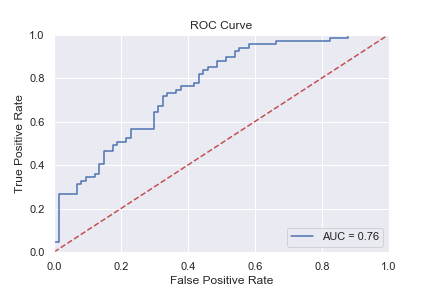 ROC Curve
1.0
0.8
0.6
0.4
0.2
0.0
True Positive Rate
AUC = 0.76
0.0 0.2 0.4 0.6 0.8 1.0
False Positive Rate